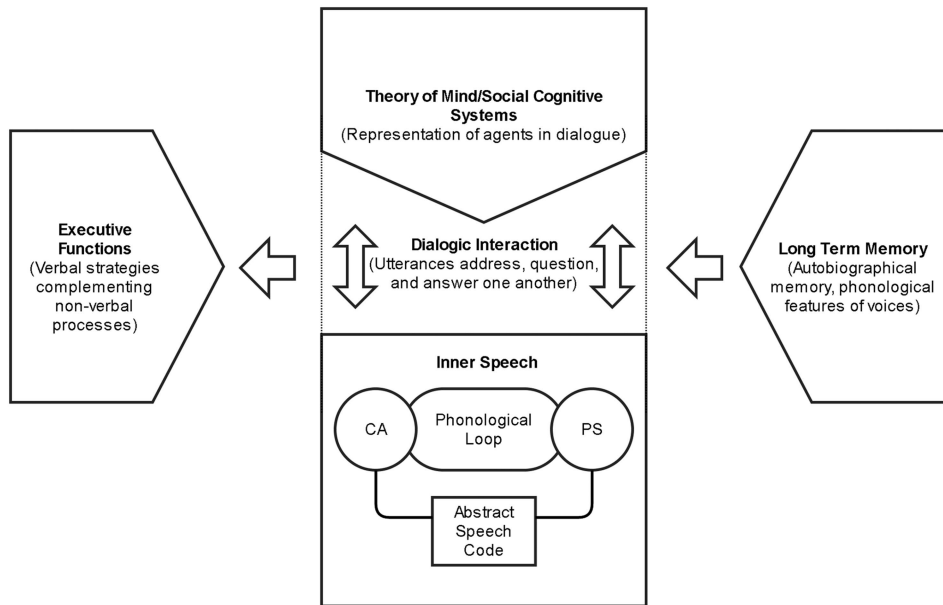 Theory of Mind/Social Cognitive
Systems
(Representation of agents in dialogue)
Executive
Functions
(Verbal strategies
complementing
non-verbal
processes)
Dialogic Interaction
(Utterances address, question,
and answer one another)
Long Term Memory
(Autobiographical
memory, phonological
features of voices)
Inner Speech
CA
Phonological
Loop
PS
Abstract
Speech
Code